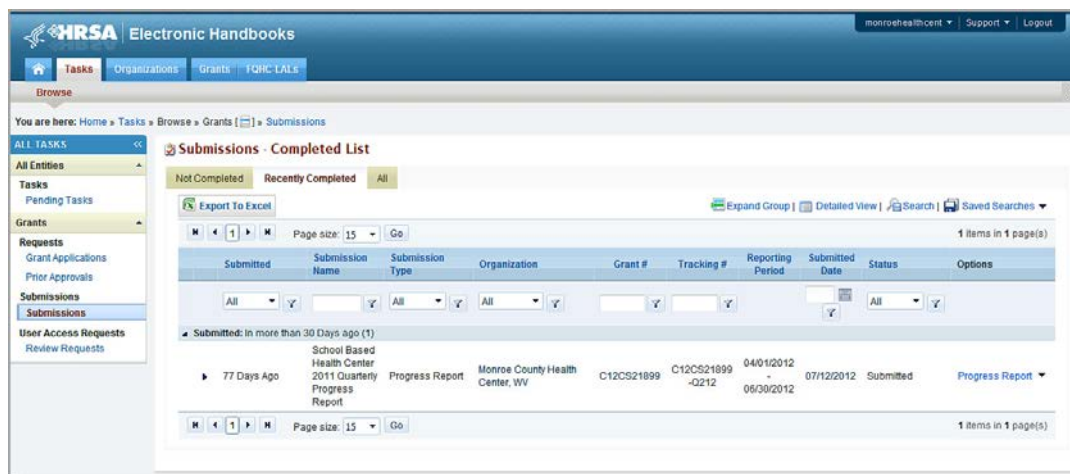 monroehealthcent Support Logout
HRSA Electronic Handbooks
Tasks Organizations Grants FQHC LALs
Browse
You are here: Home » Tasks » Browse » Grants [ ] » Submissions
ALL TASKS «
All Entities
Tasks
Pending Tasks
Grants
Requests
Grant Applications
Prior Approvals
Submissions
Submissions
User Access Requests
Review Requests
Submissions - Completed List
Not Completed Recently Completed All
Export To Excel Expand Group | Detailed View | Search | Saved Searches
1 Page size: 15 Go 1 items in 1 page(s)
Submitted
Submission
Name
Submission
Type
Organization
Grant #
Tracking #
Reporting
Period
Submitted
Date
Status
Options
All All All All
Submitted: In more than 30 Days ago (1)
77 Days Ago
School Based
Health Center
2011 Quarterly
Progress
Report
Progress Report
Monroe County Health
Center, WV
C12CS21899
C12CS21899
-Q212
04/01/2012
-
06/30/2012
07/12/2012
Submitted
Progress Report
1 Page size: 15 Go 1 items in 1 page(s)